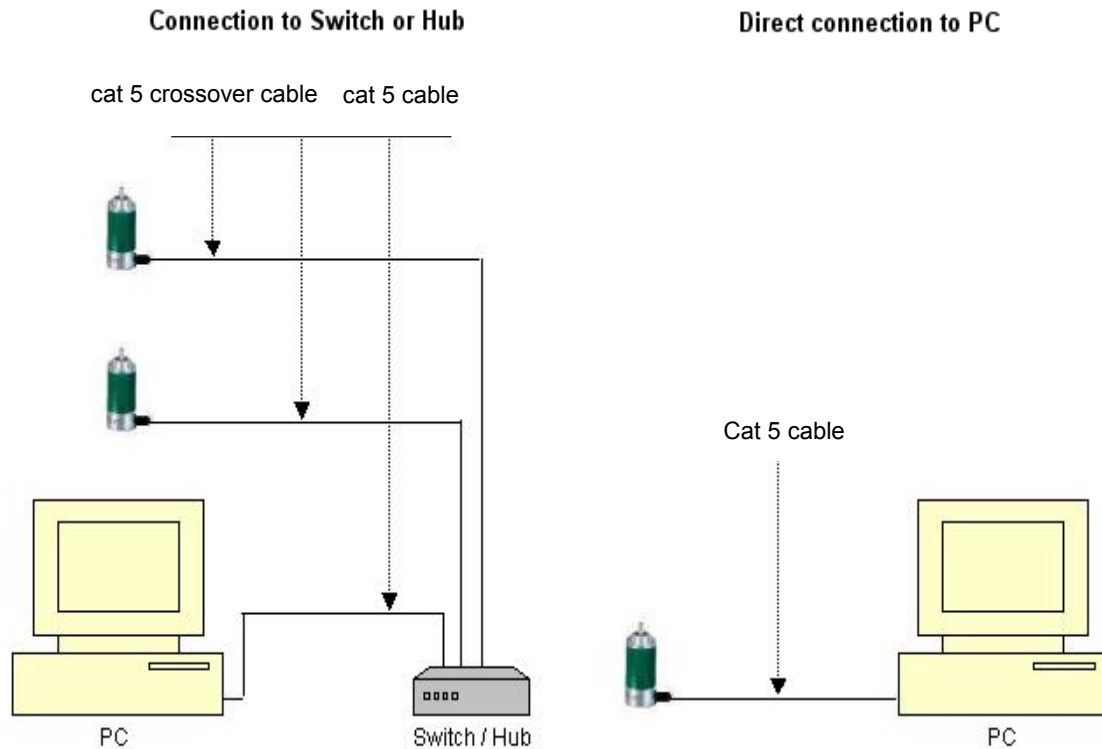 Connection to Switch or Hub
Direct connection to PC
cat 5 crossover cable
cat 5 cable
Cat 5 cable
PC
Switch / Hub
PC